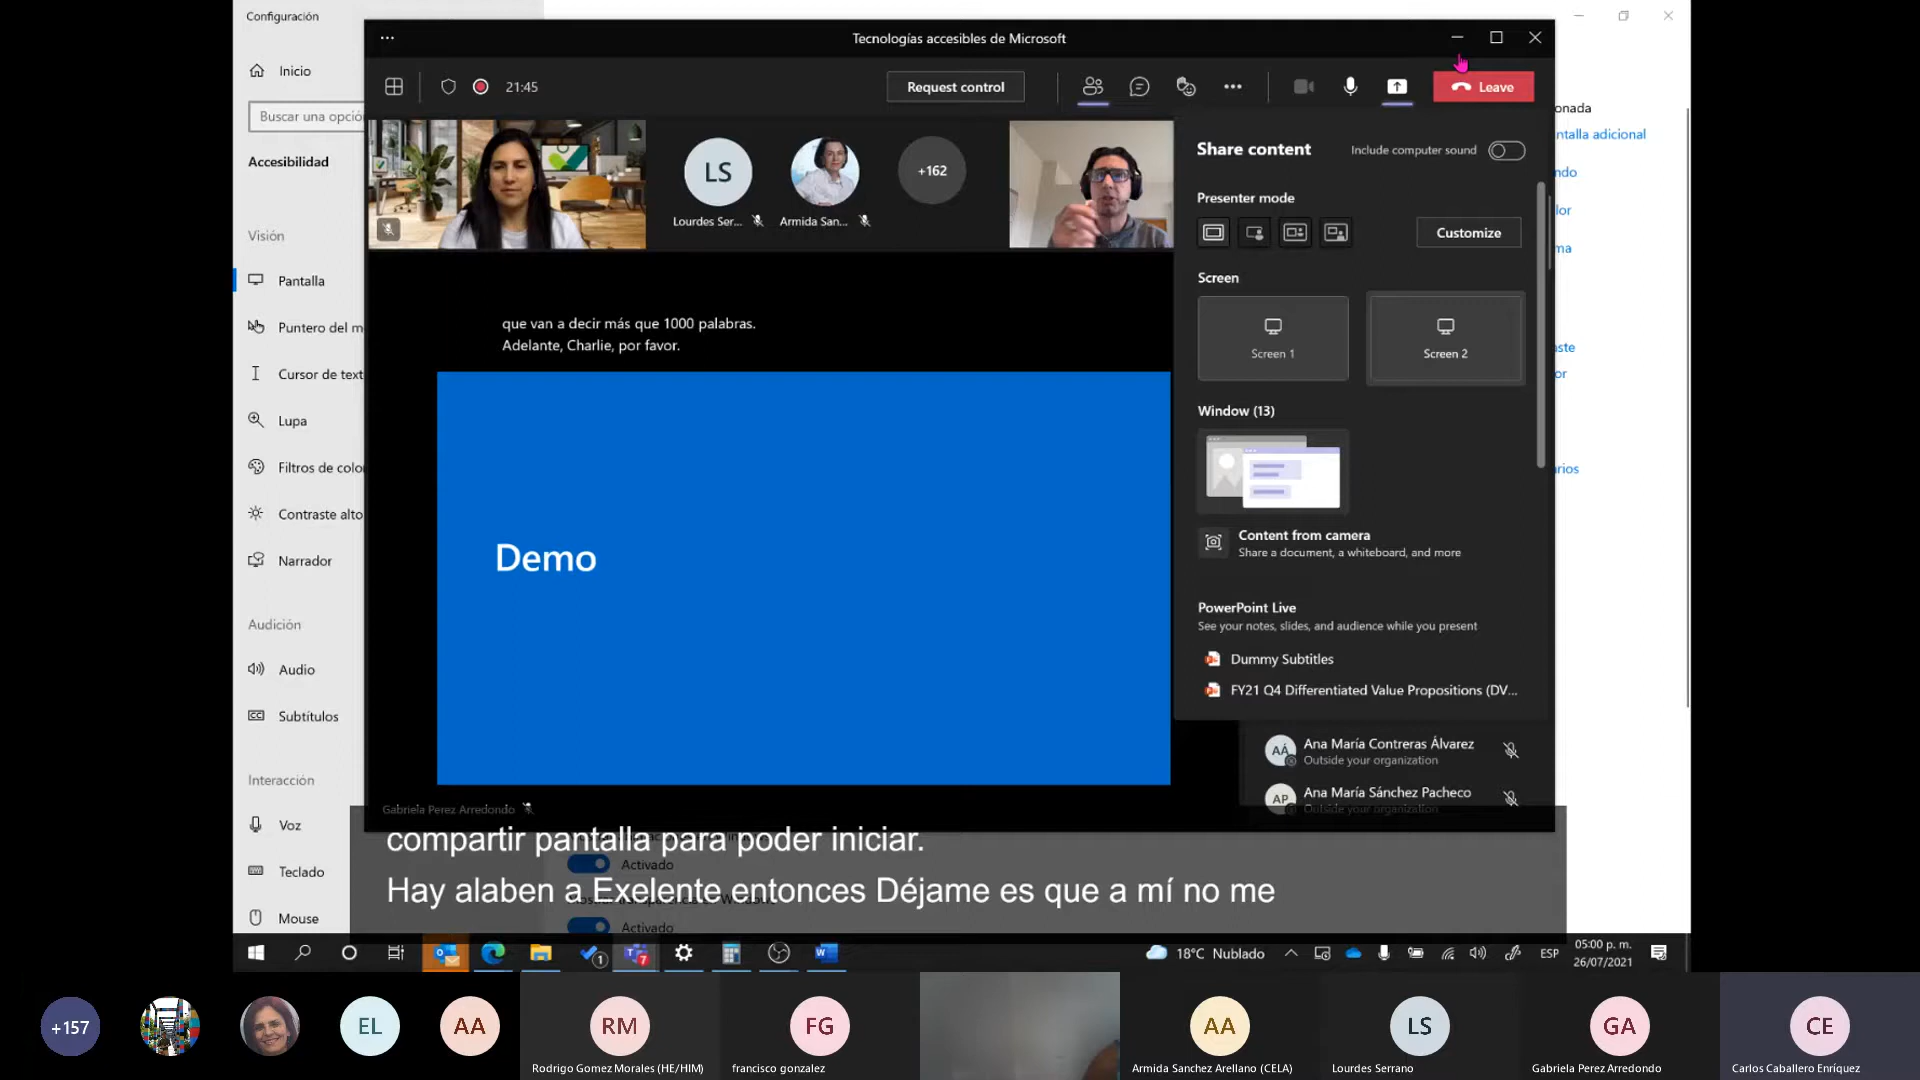 Configuración
Inicio
Buscar una opció
Accesibilidad
Visión
Pantalla
Puntero del m
Cursor de text
Lupa
Filtros de colo
Contraste alto
Narrador
Audición
Audio
Subtítulos
Interacción
Voz
Teclado
Mouse
Tecnologías accesibles de Microsoft
21:45
Request control
Leave
LS
Lourdes Ser...
Armida San...
+162
que van a decir más que 1000 palabras.
Adelante, Charlie, por favor.
Demo
Gabriela Perez Arredondo
Share content
Include computer sound
Presenter mode
Customize
Screen
Screen 1
Screen 2
Window (13)
Content from camera
Share a document, a whiteboard, and more
PowerPoint Live
See your notes, slides, and audience while you present
Dummy Subtitles
FY21 Q4 Differentiated Value Propositions (DV...
AÁ
Ana María Contreras Álvarez
Outside your organization
AP
Ana María Sánchez Pacheco
Outside your organization
onada
ntalla adicional
ndo
lor
ma
ste
or
arios
compartir pantalla para poder iniciar.
Activado
Hay alaben a Exelente entonces Déjame es que a mí no me
Activado
1
7
18°C Nublado
ESP
05:00 p. m.
26/07/2021
+157
EL
AA
RM
Rodrigo Gomez Morales (HE/HIM)
FG
francisco gonzalez
AA
Armida Sanchez Arellano (CELA)
LS
Lourdes Serrano
GA
Gabriela Perez Arredondo
CE
Carlos Caballero Enríquez